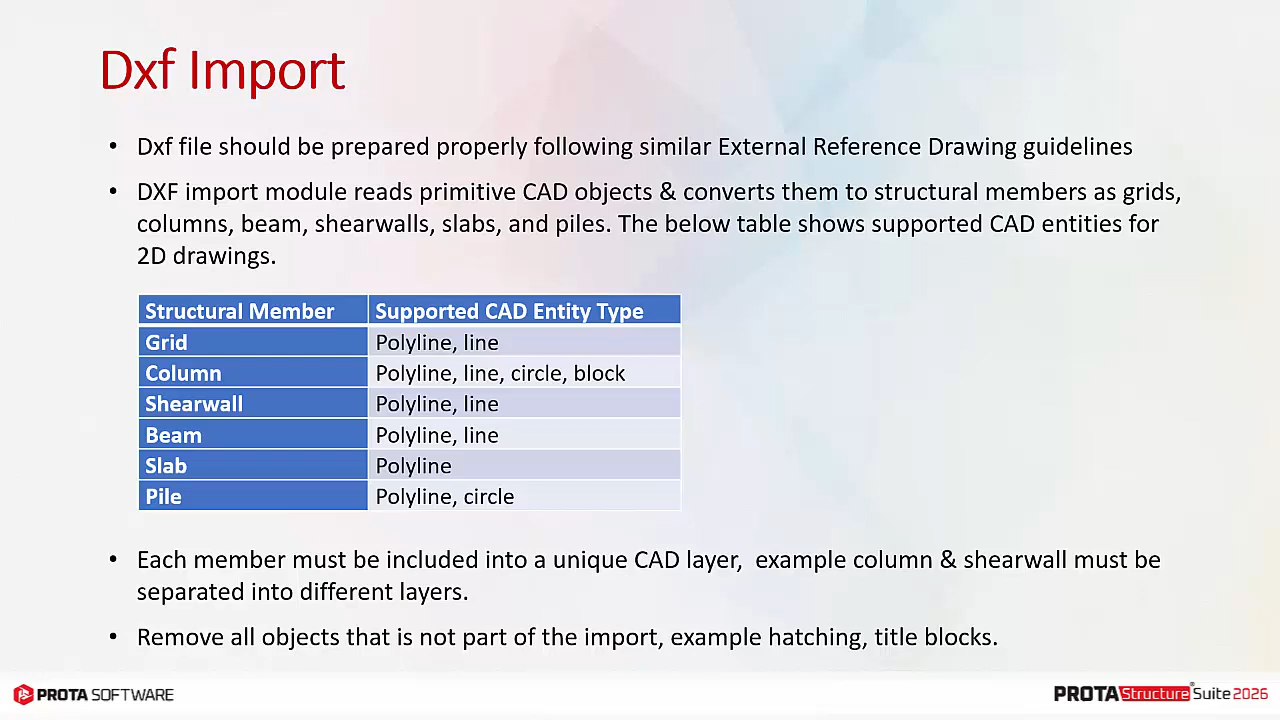 Dxf Import
• Dxf file should be prepared properly following similar External Reference Drawing guidelines
• DXF import module reads primitive CAD objects & converts them to structural members as grids,
columns, beam, shearwalls, slabs, and piles. The below table shows supported CAD entities for
2D drawings.
Structural Member Supported CAD Entity Type
Grid Polyline, line
Column Polyline, line, circle, block
Shearwall Polyline, line
Beam Polyline, line
Slab Polyline
Pile Polyline, circle
• Each member must be included into a unique CAD layer,  example column & shearwall must be
separated into different layers.
• Remove all objects that is not part of the import, example hatching, title blocks.
PROTA SOFTWARE
PROTAStructure® Suite 2026